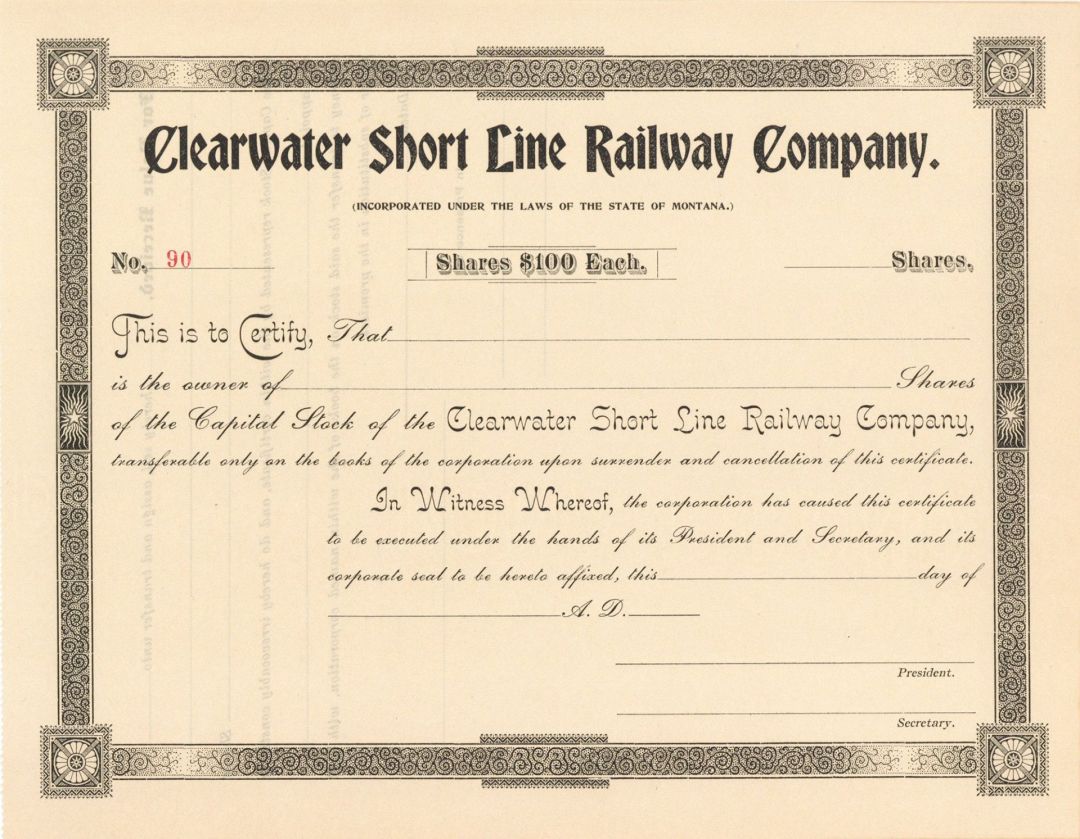 Clearwater Short Line Railway Company.
(INCORPORATED UNDER THE LAWS OF THE STATE OF MONTANA.)
No. 90 Shares $100 Each. Shares.
This is to Certify, That
is the owner of Shares
of the Capital Stock of the Clearwater Short Line Railway Company,
transferable only on the books of the corporation upon surrender and cancellation of this certificate.
In Witness Whereof, the corporation has caused this certificate
to be executed under the hands of its President and Secretary, and its
corporate seal to be hereto affixed, this day of
A. D.
President.
Secretary.